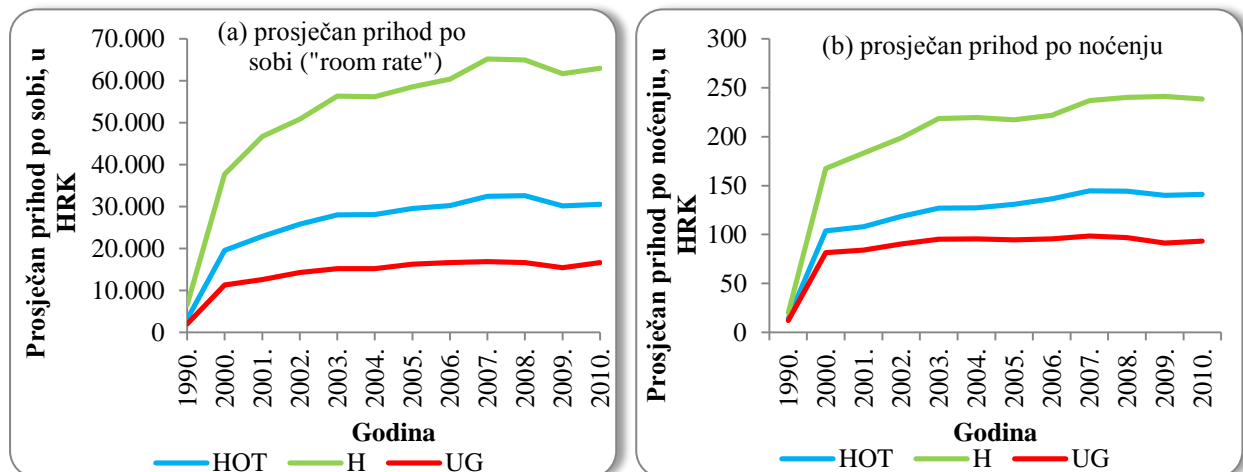 (a) prosječan prihod po
sobi ("room rate")
Prosječan prihod po sobi, u
HRK
70.000
60.000
50.000
40.000
30.000
20.000
10.000
0
1990.
2000.
2001.
2002.
2003.
2004.
2005.
2006.
2007.
2008.
2009.
2010.
Godina
HOT
H
UG
(b) prosječan prihod po noćenju
Prosječan prihod po noćenju, u
HRK
300
250
200
150
100
50
0
1990.
2000.
2001.
2002.
2003.
2004.
2005.
2006.
2007.
2008.
2009.
2010.
Godina
HOT
H
UG